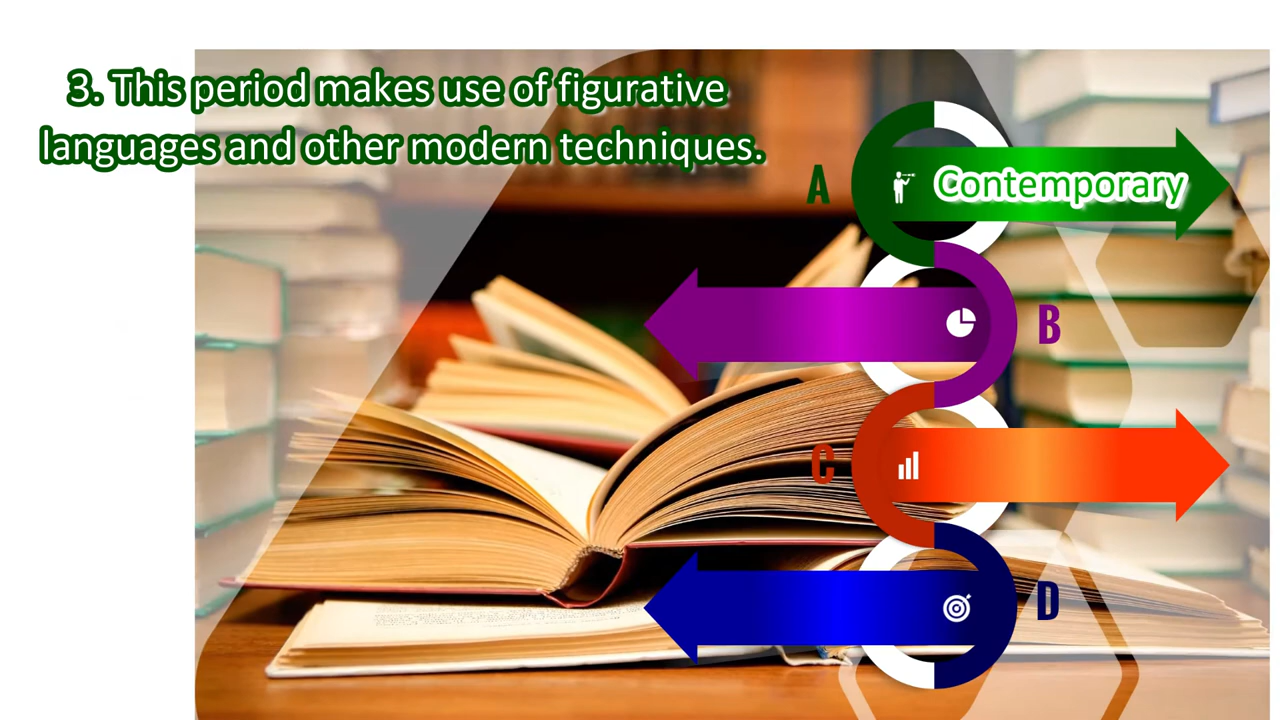 3. This period makes use of figurative
languages and other modern techniques.
A
Contemporary
B
C
D